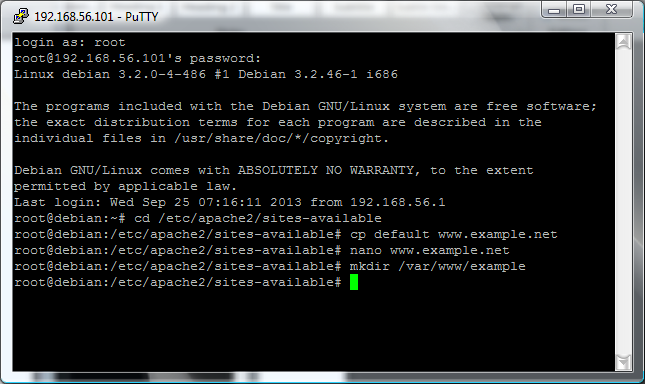 192.168.56.101 - PuTTY
login as: root
root@192.168.56.101's password:
Linux debian 3.2.0-4-486 #1 Debian 3.2.46-1 i686
The programs included with the Debian GNU/Linux system are free software;
the exact distribution terms for each program are described in the
individual files in /usr/share/doc/*/copyright.
Debian GNU/Linux comes with ABSOLUTELY NO WARRANTY, to the extent
permitted by applicable law.
Last login: Wed Sep 25 07:16:11 2013 from 192.168.56.1
root@debian:~# cd /etc/apache2/sites-available
root@debian:/etc/apache2/sites-available# cp default www.example.net
root@debian:/etc/apache2/sites-available# nano www.example.net
root@debian:/etc/apache2/sites-available# mkdir /var/www/example
root@debian:/etc/apache2/sites-available#